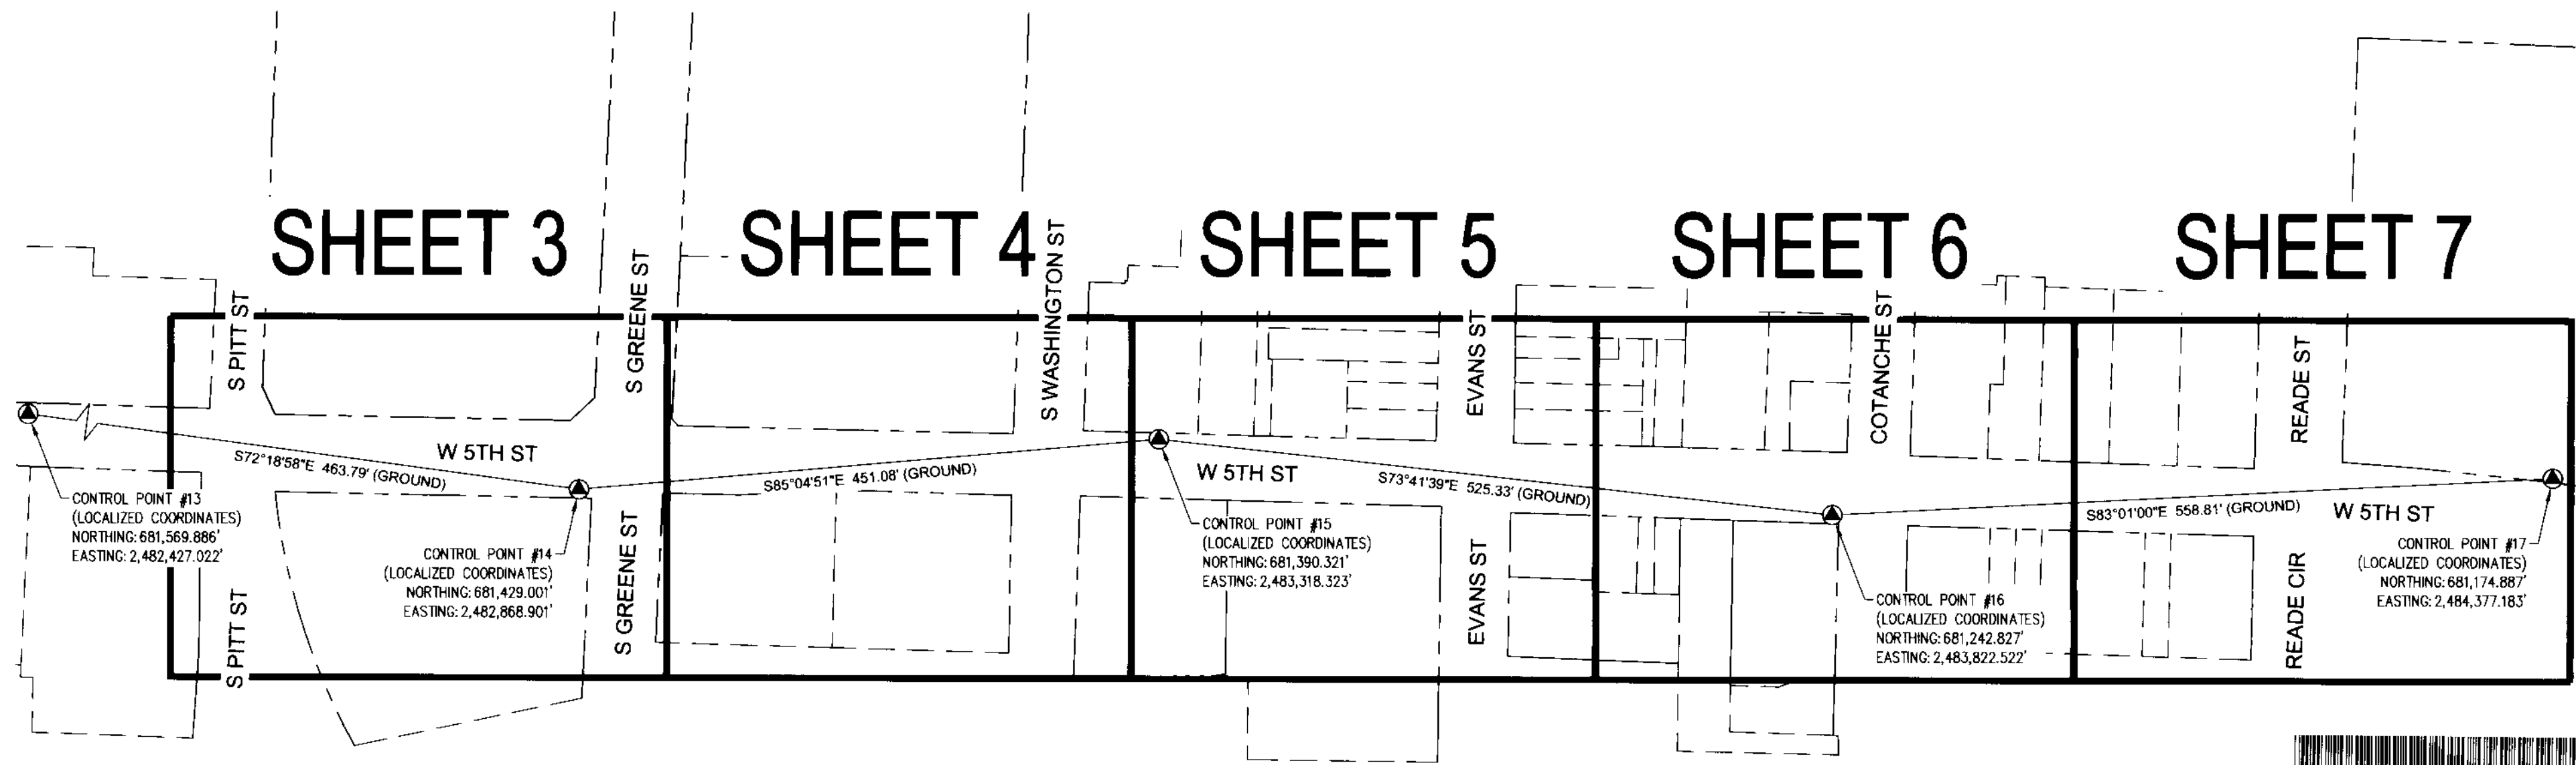 SHEET 3
SHEET 4
SHEET 5
SHEET 6
SHEET 7
S PITT ST
S GREENE ST
S WASHINGTON ST
EVANS ST
COTANCHE ST
READE ST
W 5TH ST
S72°18'58"E 463.79' (GROUND)
S85°04'51"E 451.08' (GROUND)
W 5TH ST
S73°41'39"E 525.33' (GROUND)
S83°01'00"E 558.81' (GROUND)
W 5TH ST
CONTROL POINT #13
(LOCALIZED COORDINATES)
NORTHING: 681,569.886'
EASTING: 2,482,427.022'
CONTROL POINT #14
(LOCALIZED COORDINATES)
NORTHING: 681,429.001'
EASTING: 2,482,868.901'
CONTROL POINT #15
(LOCALIZED COORDINATES)
NORTHING: 681,390.321'
EASTING: 2,483,318.323'
CONTROL POINT #16
(LOCALIZED COORDINATES)
NORTHING: 681,242.827'
EASTING: 2,483,822.522'
CONTROL POINT #17
(LOCALIZED COORDINATES)
NORTHING: 681,174.887'
EASTING: 2,484,377.183'
S PITT ST
S GREENE ST
EVANS ST
READE CIR